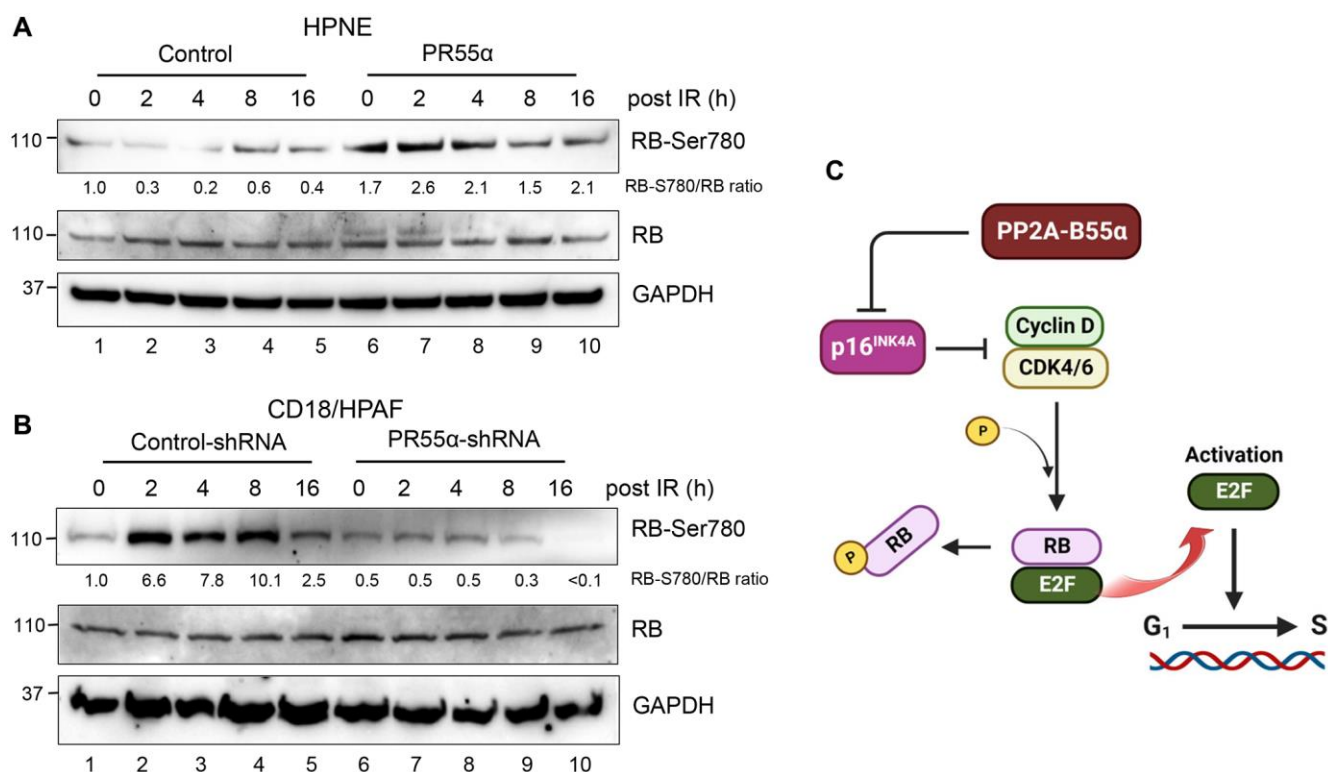 A
HPNE
Control PR55α
0 2 4 8 16 0 2 4 8 16 post IR (h)
110 RB-Ser780
1.0 0.3 0.2 0.6 0.4 1.7 2.6 2.1 1.5 2.1 RB-S780/RB ratio
110 RB
37 GAPDH
1 2 3 4 5 6 7 8 9 10
B
CD18/HPAF
Control-shRNA PR55α-shRNA
0 2 4 8 16 0 2 4 8 16 post IR (h)
110 RB-Ser780
1.0 6.6 7.8 10.1 2.5 0.5 0.5 0.5 0.3 <0.1 RB-S780/RB ratio
110 RB
37 GAPDH
1 2 3 4 5 6 7 8 9 10
C
PP2A-B55α
p16INK4A
Cyclin D
CDK4/6
P
Activation
E2F
P RB
RB
E2F
G₁ S